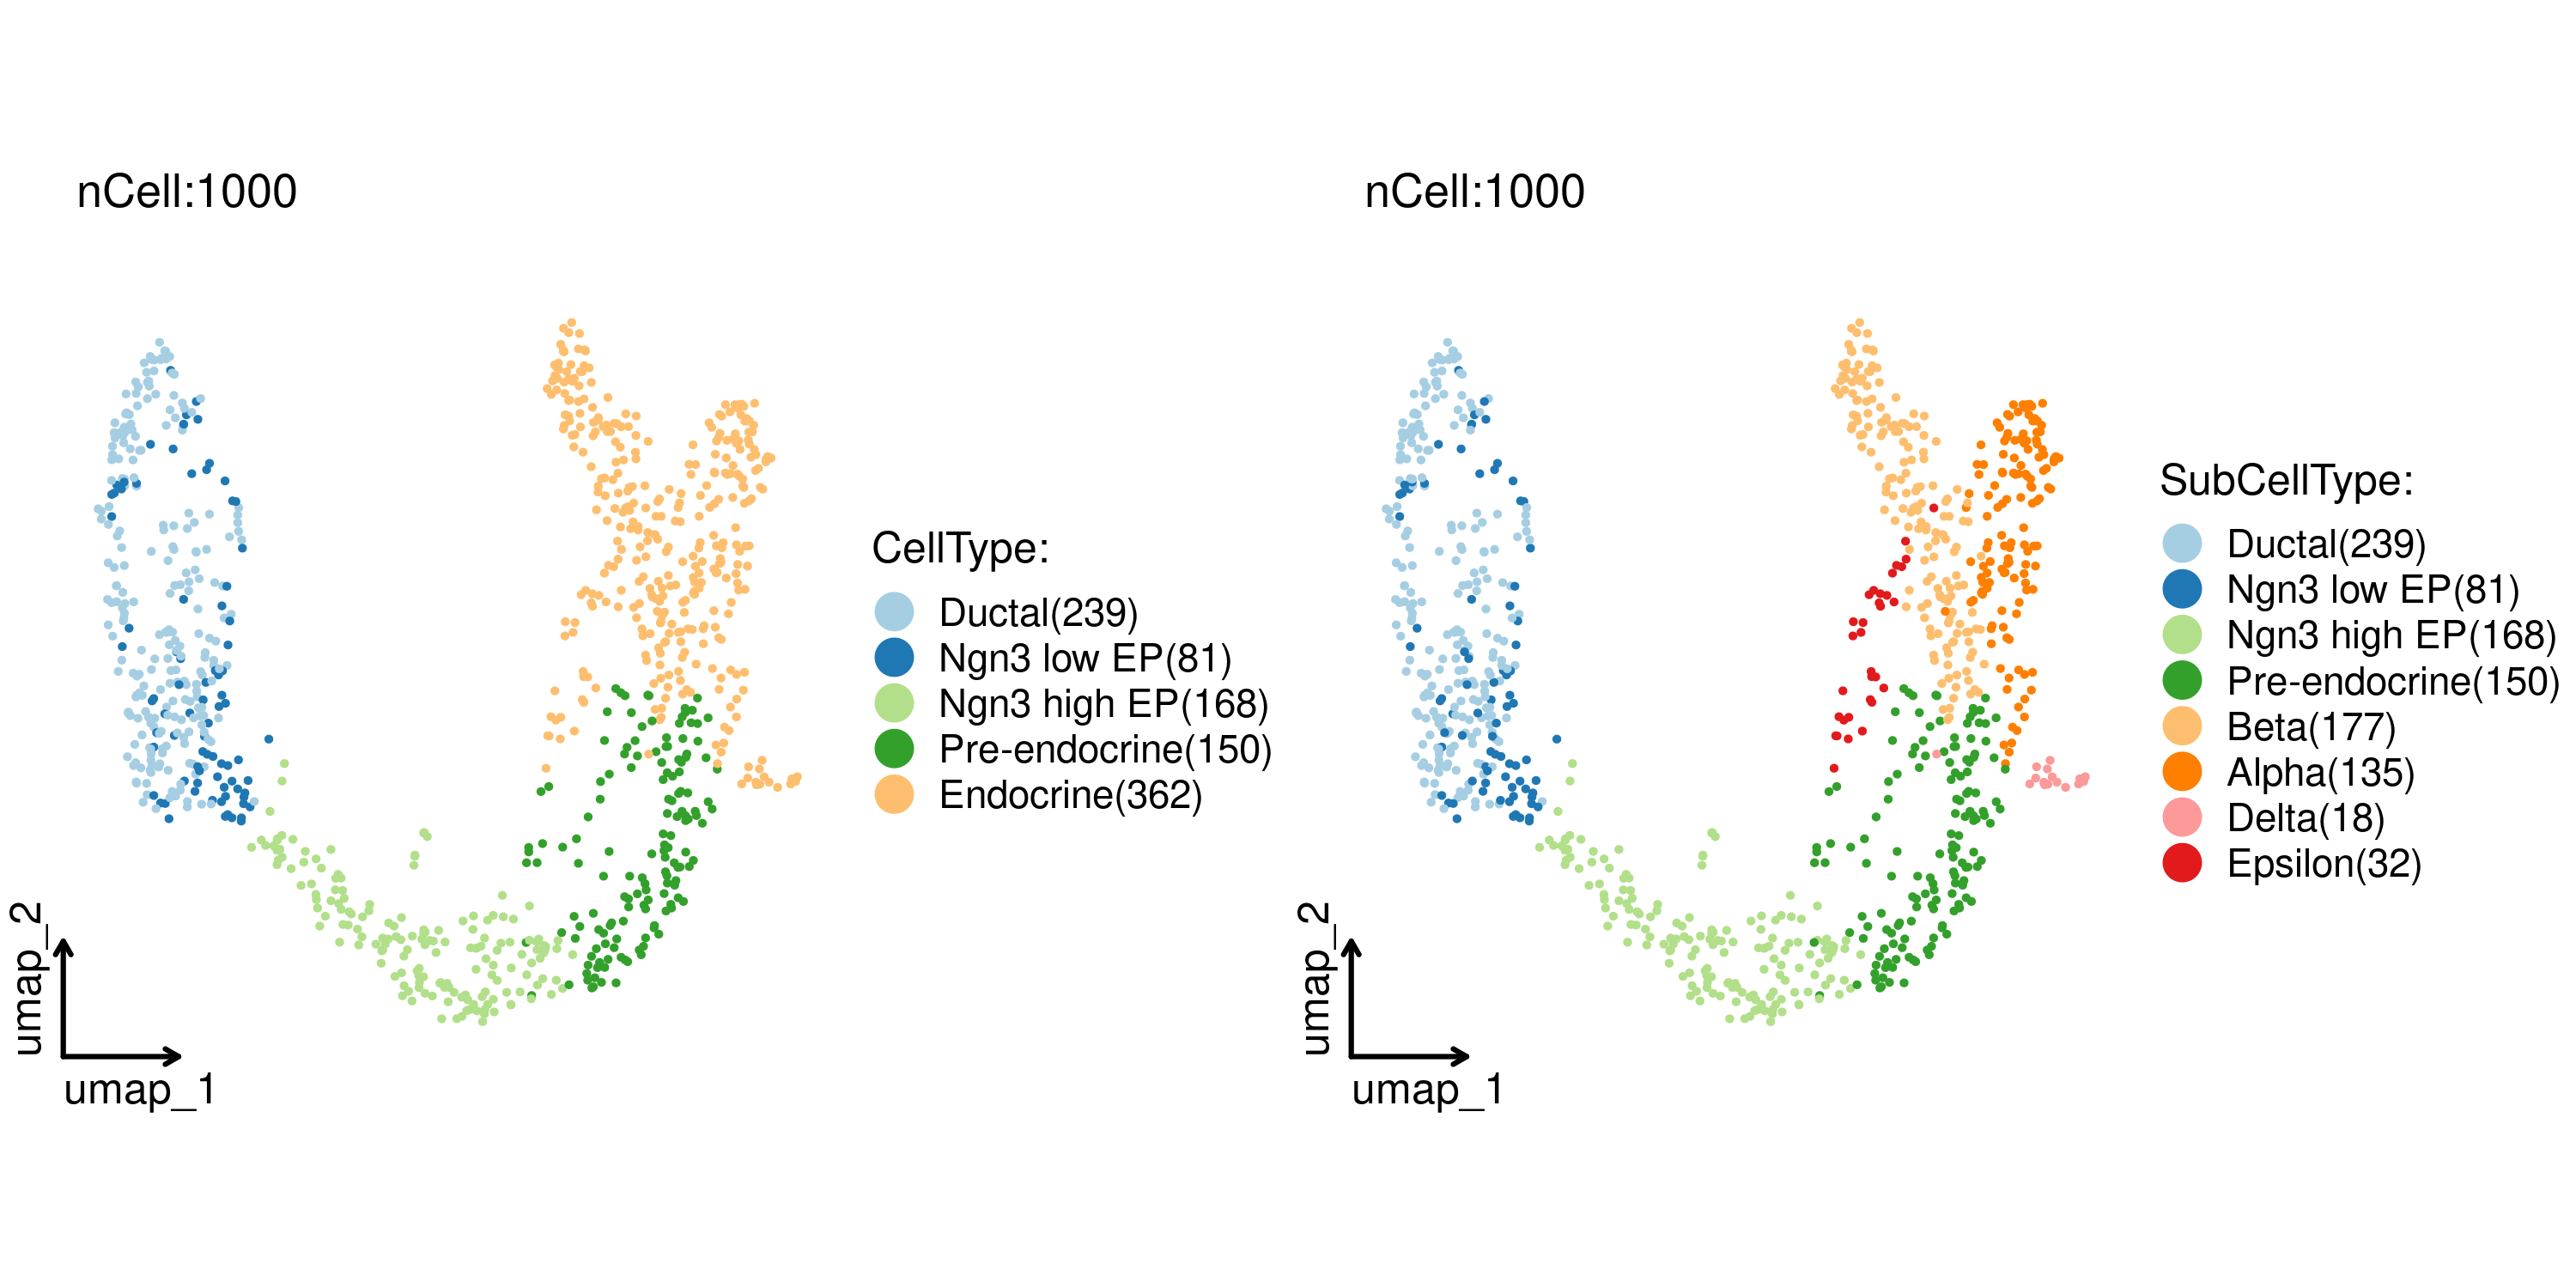 nCell:1000
CellType:
Ductal(239)
Ngn3 low EP(81)
Ngn3 high EP(168)
Pre-endocrine(150)
Endocrine(362)
umap_2
umap_1
nCell:1000
SubCellType:
Ductal(239)
Ngn3 low EP(81)
Ngn3 high EP(168)
Pre-endocrine(150)
Beta(177)
Alpha(135)
Delta(18)
Epsilon(32)
umap_2
umap_1